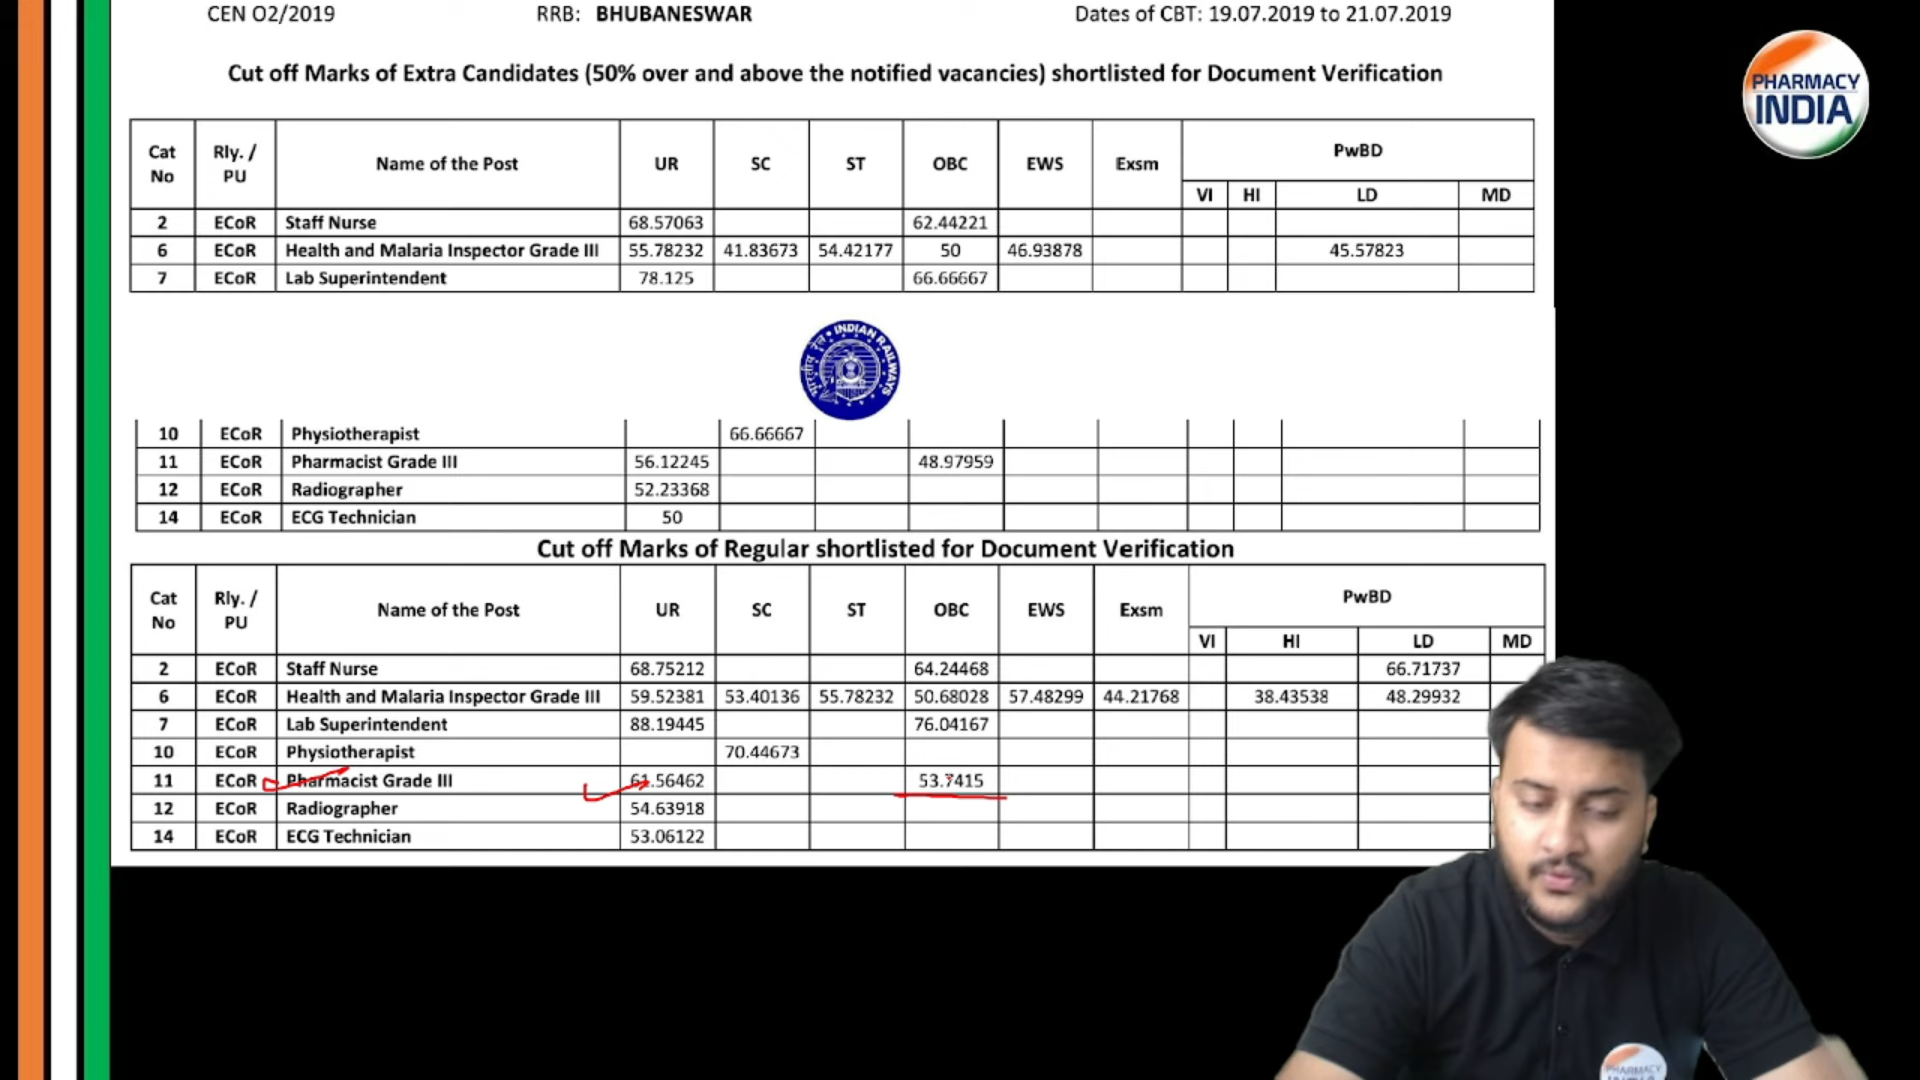 CEN O2/2019 RRB: BHUBANESWAR Dates of CBT: 19.07.2019 to 21.07.2019
Cut off Marks of Extra Candidates (50% over and above the notified vacancies) shortlisted for Document Verification
Cat No Rly. / PU Name of the Post UR SC ST OBC EWS Exsm PwBD
VI HI LD MD
2 ECoR Staff Nurse 68.57063 62.44221
6 ECoR Health and Malaria Inspector Grade III 55.78232 41.83673 54.42177 50 46.93878 45.57823
7 ECoR Lab Superintendent 78.125 66.66667
INDIAN RAILWAYS
भारतीय रेल
10 ECoR Physiotherapist 66.66667
11 ECoR Pharmacist Grade III 56.12245 48.97959
12 ECoR Radiographer 52.23368
14 ECoR ECG Technician 50
Cut off Marks of Regular shortlisted for Document Verification
Cat No Rly. / PU Name of the Post UR SC ST OBC EWS Exsm PwBD
VI HI LD MD
2 ECoR Staff Nurse 68.75212 64.24468 66.71737
6 ECoR Health and Malaria Inspector Grade III 59.52381 53.40136 55.78232 50.68028 57.48299 44.21768 38.43538 48.29932
7 ECoR Lab Superintendent 88.19445 76.04167
10 ECoR Physiotherapist 70.44673
11 ECoR Pharmacist Grade III 61.56462 53.7415
12 ECoR Radiographer 54.63918
14 ECoR ECG Technician 53.06122
PHARMACY
INDIA
PHARMACY
INDIA